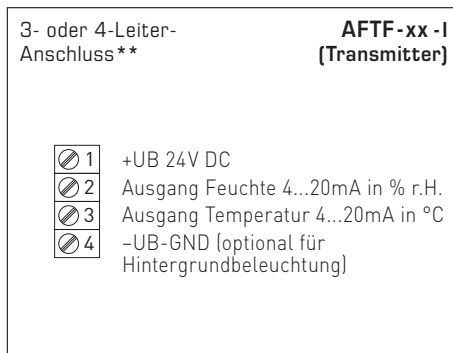 3- oder 4-Leiter-
Anschluss**
AFTF-xx -I
(Transmitter)
1 +UB 24V DC
2 Ausgang Feuchte 4...20mA in % r.H.
3 Ausgang Temperatur 4...20mA in °C
4 –UB-GND (optional für
Hintergrundbeleuchtung)